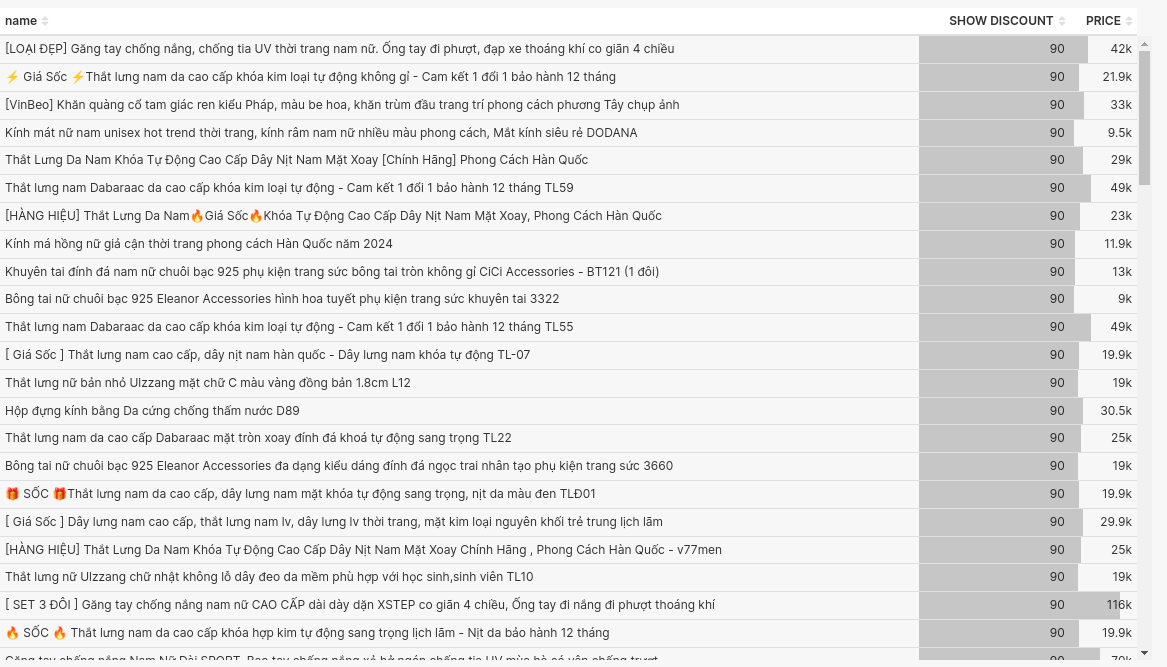 name SHOW DISCOUNT PRICE
[LOẠI ĐẸP] Găng tay chống nắng, chống tia UV thời trang nam nữ. Ống tay đi phượt, đạp xe thoáng khí co giãn 4 chiều 90 42k
⚡ Giá Sốc ⚡Thắt lưng nam da cao cấp khóa kim loại tự động không gỉ - Cam kết 1 đổi 1 bảo hành 12 tháng 90 21.9k
[VinBeo] Khăn quàng cổ tam giác ren kiểu Pháp, màu be hoa, khăn trùm đầu trang trí phong cách phương Tây chụp ảnh 90 33k
Kính mát nữ nam unisex hot trend thời trang, kính râm nam nữ nhiều màu phong cách, Mắt kính siêu rẻ DODANA 90 9.5k
Thắt Lưng Da Nam Khóa Tự Động Cao Cấp Dây Nịt Nam Mặt Xoay [Chính Hãng] Phong Cách Hàn Quốc 90 29k
Thắt lưng nam Dabaraac da cao cấp khóa kim loại tự động - Cam kết 1 đổi 1 bảo hành 12 tháng TL59 90 49k
[HÀNG HIỆU] Thắt Lưng Da Nam🔥Giá Sốc🔥Khóa Tự Động Cao Cấp Dây Nịt Nam Mặt Xoay, Phong Cách Hàn Quốc 90 23k
Kính má hồng nữ giả cận thời trang phong cách Hàn Quốc năm 2024 90 11.9k
Khuyên tai đính đá nam nữ chuôi bạc 925 phụ kiện trang sức bông tai tròn không gỉ CiCi Accessories - BT121 (1 đôi) 90 13k
Bông tai nữ chuôi bạc 925 Eleanor Accessories hình hoa tuyết phụ kiện trang sức khuyên tai 3322 90 9k
Thắt lưng nam Dabaraac da cao cấp khóa kim loại tự động - Cam kết 1 đổi 1 bảo hành 12 tháng TL55 90 49k
[ Giá Sốc ] Thắt lưng nam cao cấp, dây nịt nam hàn quốc - Dây lưng nam khóa tự động TL-07 90 19.9k
Thắt lưng nữ bản nhỏ Ulzzang mặt chữ C màu vàng đồng bản 1.8cm L12 90 19k
Hộp đựng kính bằng Da cứng chống thấm nước D89 90 30.5k
Thắt lưng nam da cao cấp Dabaraac mặt tròn xoay đính đá khoá tự động sang trọng TL22 90 25k
Bông tai nữ chuôi bạc 925 Eleanor Accessories đa dạng kiểu dáng đính đá ngọc trai nhân tạo phụ kiện trang sức 3660 90 19k
🎁 SỐC 🎁Thắt lưng nam da cao cấp, dây lưng nam mặt khóa tự động sang trọng, nịt da màu đen TLĐ01 90 19.9k
[ Giá Sốc ] Dây lưng nam cao cấp, thắt lưng nam lv, dây lưng lv thời trang, mặt kim loại nguyên khối trẻ trung lịch lãm 90 29.9k
[HÀNG HIỆU] Thắt Lưng Da Nam Khóa Tự Động Cao Cấp Dây Nịt Nam Mặt Xoay Chính Hãng , Phong Cách Hàn Quốc - v77men 90 25k
Thắt lưng nữ Ulzzang chữ nhật không lỗ dây đeo da mềm phù hợp với học sinh,sinh viên TL10 90 19k
[ SET 3 ĐÔI ] Găng tay chống nắng nam nữ CAO CẤP dài dày dặn XSTEP co giãn 4 chiều, Ống tay đi nắng đi phượt thoáng khí 90 116k
🔥 SỐC 🔥 Thắt lưng nam da cao cấp khóa hợp kim tự động sang trọng lịch lãm - Nịt da bảo hành 12 tháng 90 19.9k